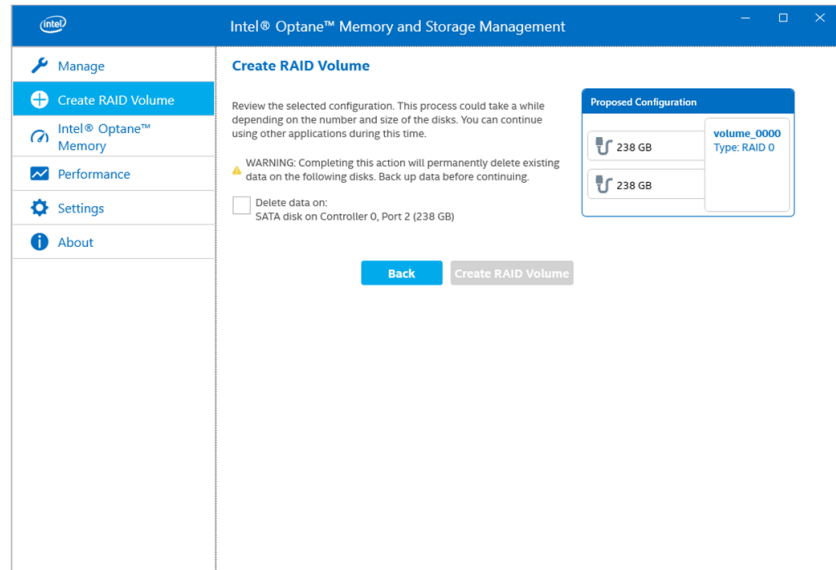 intel
Intel® Optane™ Memory and Storage Management
Manage
Create RAID Volume
Intel® Optane™
Memory
Performance
Settings
About
Create RAID Volume
Review the selected configuration. This process could take a while
depending on the number and size of the disks. You can continue
using other applications during this time.
WARNING: Completing this action will permanently delete existing
data on the following disks. Back up data before continuing.
Delete data on:
SATA disk on Controller 0, Port 2 (238 GB)
Back
Create RAID Volume
Proposed Configuration
238 GB
238 GB
volume_0000
Type: RAID 0